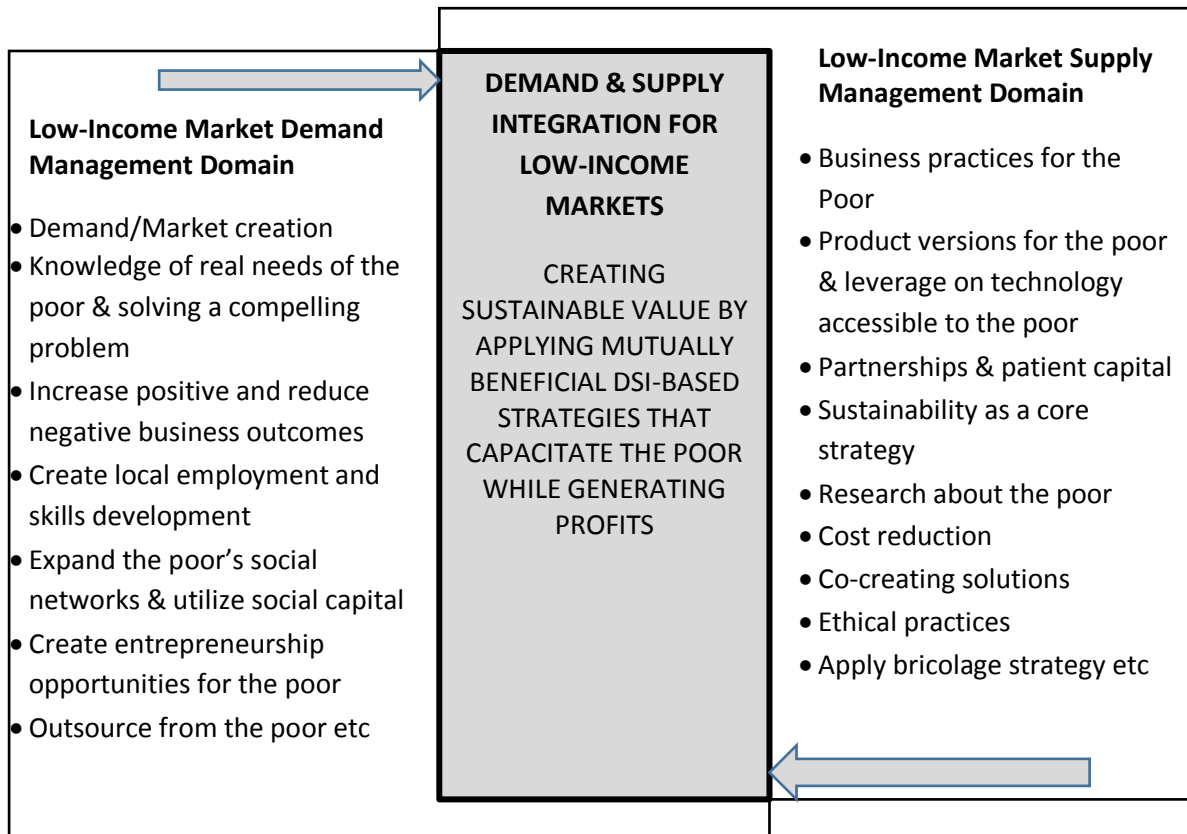 Low-Income Market Demand
Management Domain
• Demand/Market creation
• Knowledge of real needs of the
poor & solving a compelling
problem
• Increase positive and reduce
negative business outcomes
• Create local employment and
skills development
• Expand the poor’s social
networks & utilize social capital
• Create entrepreneurship
opportunities for the poor
• Outsource from the poor etc
DEMAND & SUPPLY
INTEGRATION FOR
LOW-INCOME
MARKETS
CREATING
SUSTAINABLE VALUE BY
APPLYING MUTUALLY
BENEFICIAL DSI-BASED
STRATEGIES THAT
CAPACITATE THE POOR
WHILE GENERATING
PROFITS
Low-Income Market Supply
Management Domain
• Business practices for the
Poor
• Product versions for the poor
& leverage on technology
accessible to the poor
• Partnerships & patient capital
• Sustainability as a core
strategy
• Research about the poor
• Cost reduction
• Co-creating solutions
• Ethical practices
• Apply bricolage strategy etc